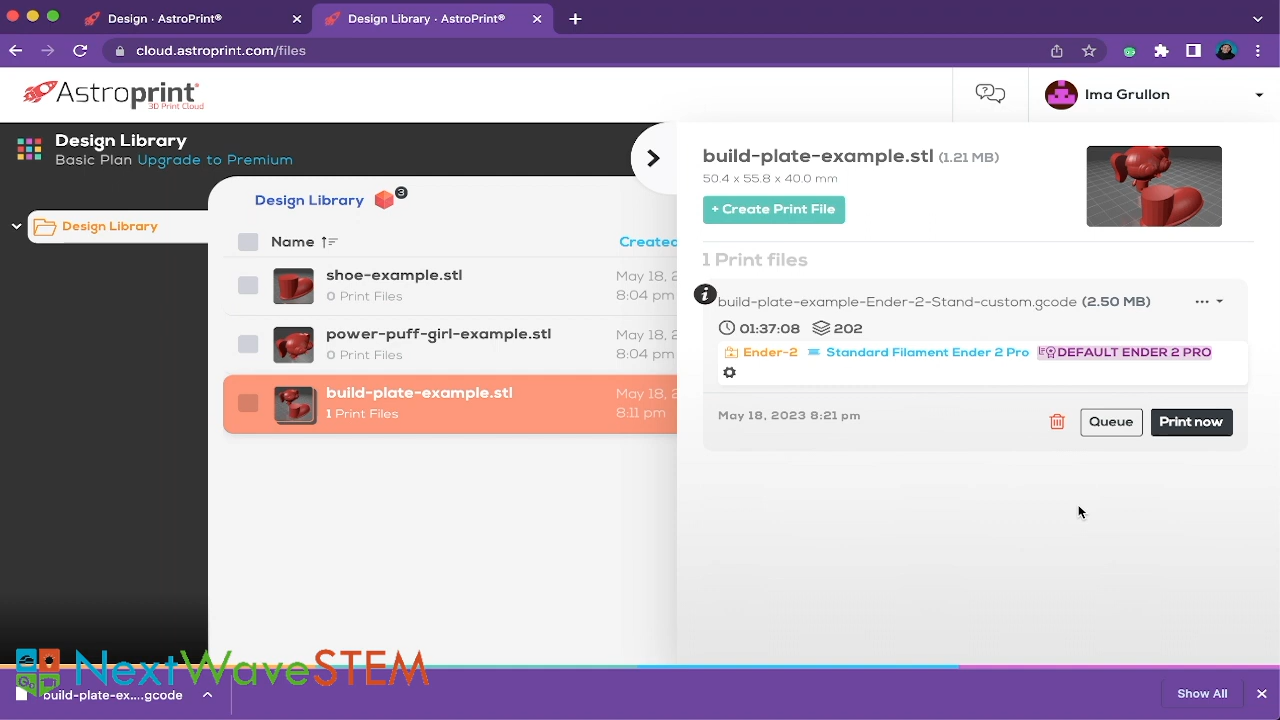 Design · AstroPrint®
Design Library · AstroPrint®
cloud.astroprint.com/files
Astroprint®
3D Print Cloud
Ima Grullon
Design Library
Basic Plan Upgrade to Premium
Design Library
Design Library 3
Name Created
shoe-example.stl
0 Print Files
May 18, 2
8:04 pm
power-puff-girl-example.stl
0 Print Files
May 18, 2
8:04 pm
build-plate-example.stl
1 Print Files
May 18, 2
8:11 pm
build-plate-example.stl (1.21 MB)
50.4 x 55.8 x 40.0 mm
+ Create Print File
1 Print files
build-plate-example-Ender-2-Stand-custom.gcode (2.50 MB)
01:37:08 202
Ender-2 Standard Filament Ender 2 Pro DEFAULT ENDER 2 PRO
May 18, 2023 8:21 pm
Queue
Print now
NextWaveSTEM
build-plate-ex....gcode
Show All